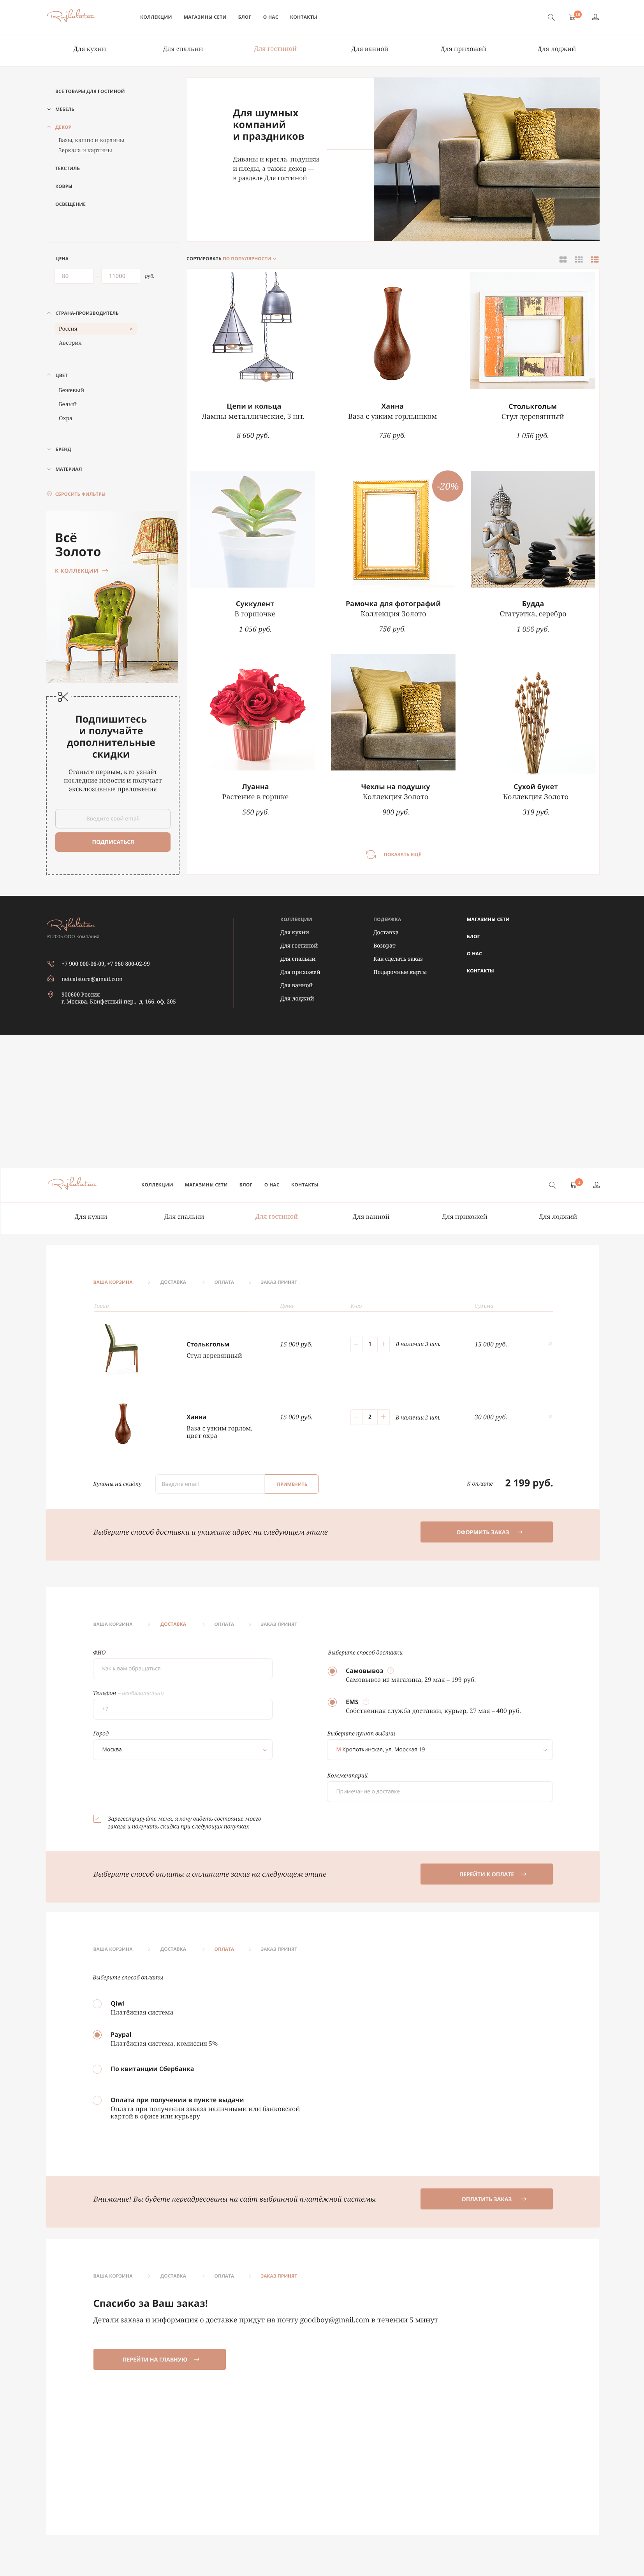 КОЛЛЕКЦИИ МАГАЗИНЫ СЕТИ БЛОГ О НАС КОНТАКТЫ
Для кухни Для спальни Для гостиной Для ванной Для прихожей Для лоджий
ВСЕ ТОВАРЫ ДЛЯ ГОСТИНОЙ
МЕБЕЛЬ
ДЕКОР
Вазы, кашпо и корзины
Зеркала и картины
ТЕКСТИЛЬ
КОВРЫ
ОСВЕЩЕНИЕ
Для шумных
компаний
и праздников
Диваны и кресла, подушки
и пледы, а также декор —
в разделе Для гостиной
ЦЕНА
80 – 11000 руб.
СТРАНА-ПРОИЗВОДИТЕЛЬ
Россия
Австрия
ЦВЕТ
Бежевый
Белый
Охра
БРЕНД
МАТЕРИАЛ
СБРОСИТЬ ФИЛЬТРЫ
Всё
Золото
К КОЛЛЕКЦИИ
Подпишитесь
и получайте
дополнительные
скидки
Станьте первым, кто узнаёт
последние новости и получает
эксклюзивные преложения
Введите свой email
ПОДПИСАТЬСЯ
СОРТИРОВАТЬ ПО ПОПУЛЯРНОСТИ
Цепи и кольца
Лампы металлические, 3 шт.
8 660 руб.
Ханна
Ваза с узким горлышком
756 руб.
Столькгольм
Стул деревянный
1 056 руб.
Суккулент
В горшочке
1 056 руб.
-20%
Рамочка для фотографий
Коллекция Золото
756 руб.
Будда
Статуэтка, серебро
1 056 руб.
Луанна
Растение в горшке
560 руб.
Чехлы на подушку
Коллекция Золото
900 руб.
Сухой букет
Коллекция Золото
319 руб.
ПОКАЗАТЬ ЕЩЁ
© 2005 ООО Компания
+7 900 000-06-09, +7 960 800-02-99
netcatstore@gmail.com
900600 Россия
г. Москва, Конфетный пер., д. 166, оф. 205
КОЛЛЕКЦИИ
Для кухни
Для гостиной
Для спальни
Для прихожей
Для ванной
Для лоджий
ПОДЕРЖКА
Доставка
Возврат
Как сделать заказ
Подарочные карты
МАГАЗИНЫ СЕТИ
БЛОГ
О НАС
КОНТАКТЫ
КОЛЛЕКЦИИ МАГАЗИНЫ СЕТИ БЛОГ О НАС КОНТАКТЫ
Для кухни Для спальни Для гостиной Для ванной Для прихожей Для лоджий
ВАША КОРЗИНА ДОСТАВКА ОПЛАТА ЗАКАЗ ПРИНЯТ
Товар Цена К-во Сумма
Столькгольм
Стул деревянный
15 000 руб. – 1 + В наличии 3 шт. 15 000 руб.
Ханна
Ваза с узким горлом,
цвет охра
15 000 руб. – 2 + В наличии 2 шт. 30 000 руб.
Купоны на скидку Введите email ПРИМЕНИТЬ К оплате 2 199 руб.
Выберите способ доставки и укажите адрес на следующем этапе ОФОРМИТЬ ЗАКАЗ
ВАША КОРЗИНА ДОСТАВКА ОПЛАТА ЗАКАЗ ПРИНЯТ
ФИО
Как к вам обращаться
Телефон - необязательно
+7
Город
Москва
Зарегестрируйте меня, я хочу видеть состояние моего
заказа и получать скидки при следующих покупках
Выберите способ доставки
Самовывоз
Самовывоз из магазина, 29 мая – 199 руб.
EMS
Собственная служба доставки, курьер, 27 мая – 400 руб.
Выберите пункт выдачи
М Кропоткинская, ул. Морская 19
Комментарий
Примечание о доставке
Выберите способ оплаты и оплатите заказ на следующем этапе ПЕРЕЙТИ К ОПЛАТЕ
ВАША КОРЗИНА ДОСТАВКА ОПЛАТА ЗАКАЗ ПРИНЯТ
Выберите способ оплаты
Qiwi
Платёжная система
Paypal
Платёжная система, комиссия 5%
По квитанции Сбербанка
Оплата при получении в пункте выдачи
Оплата при получении заказа наличными или банковской
картой в офисе или курьеру
Внимание! Вы будете переадресованы на сайт выбранной платёжной системы ОПЛАТИТЬ ЗАКАЗ
ВАША КОРЗИНА ДОСТАВКА ОПЛАТА ЗАКАЗ ПРИНЯТ
Спасибо за Ваш заказ!
Детали заказа и информация о доставке придут на почту goodboy@gmail.com в течении 5 минут
ПЕРЕЙТИ НА ГЛАВНУЮ